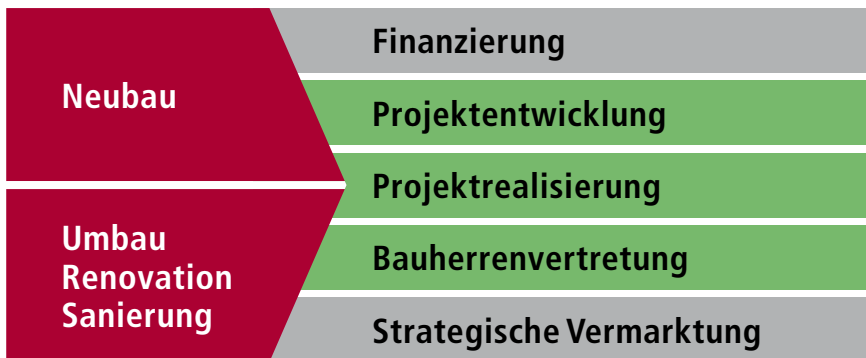 Neubau
Umbau
Renovation
Sanierung
Finanzierung
Projektentwicklung
Projektrealisierung
Bauherrenvertretung
Strategische Vermarktung